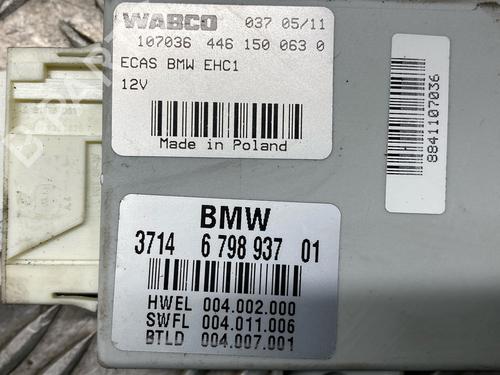 WABCO 037 05/11
107036 446 150 063 0
ECAS BMW EHC1
12V
Made in Poland
8841107036
BMW
3714 6 798 937 01
HWEL 004.002.000
SWFL 004.011.006
BTLD 004.007.001